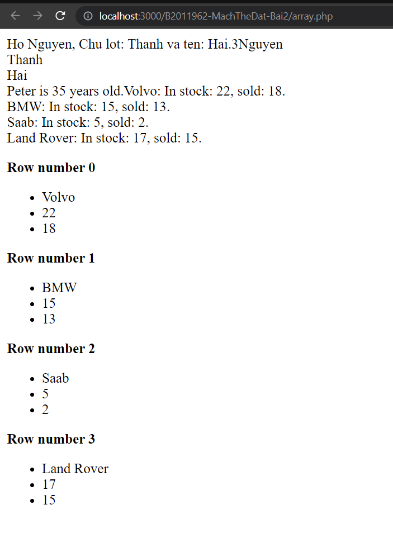 localhost:3000/B2011962-MachTheDat-Bai2/array.php
Ho Nguyen, Chu lot: Thanh va ten: Hai.3Nguyen
Thanh
Hai
Peter is 35 years old.Volvo: In stock: 22, sold: 18.
BMW: In stock: 15, sold: 13.
Saab: In stock: 5, sold: 2.
Land Rover: In stock: 17, sold: 15.
Row number 0
Volvo
22
18
Row number 1
BMW
15
13
Row number 2
Saab
5
2
Row number 3
Land Rover
17
15